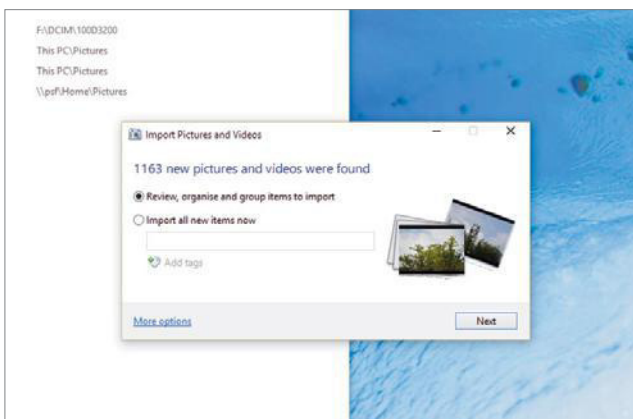 F:\DCIM\100D3200
This PC\Pictures
This PC\Pictures
\\psf\Home\Pictures
Import Pictures and Videos
1163 new pictures and videos were found
Review, organise and group items to import
Import all new items now
Add tags
More options
Next